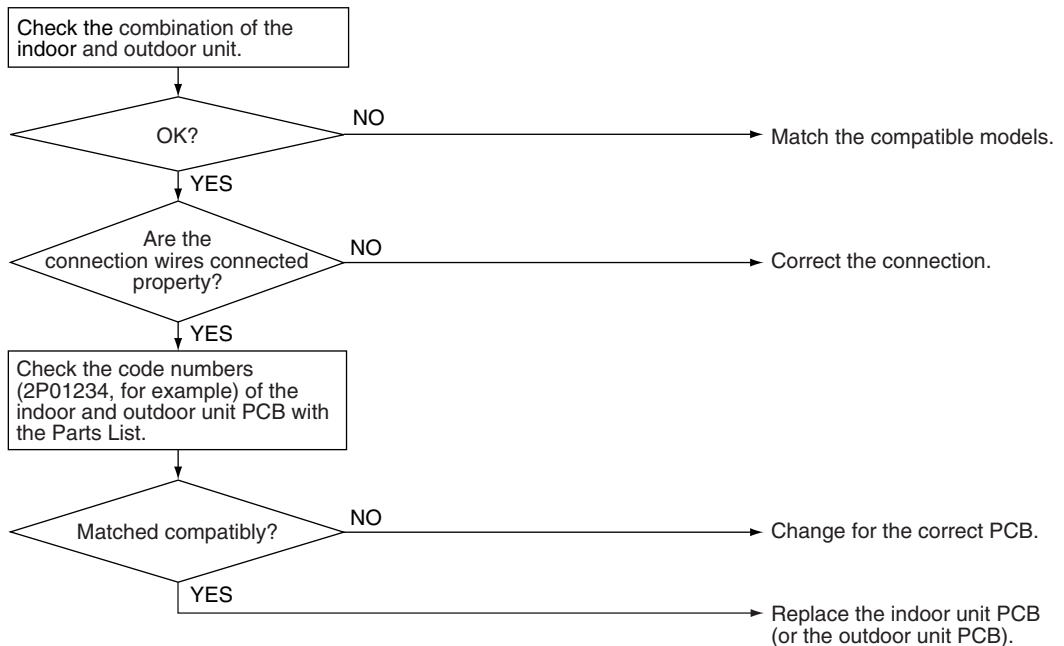 Check the combination of the
indoor and outdoor unit.
OK?
NO
Match the compatible models.
YES
Are the
connection wires connected
property?
NO
Correct the connection.
YES
Check the code numbers
(2P01234, for example) of the
indoor and outdoor unit PCB with
the Parts List.
Matched compatibly?
NO
Change for the correct PCB.
YES
Replace the indoor unit PCB
(or the outdoor unit PCB).